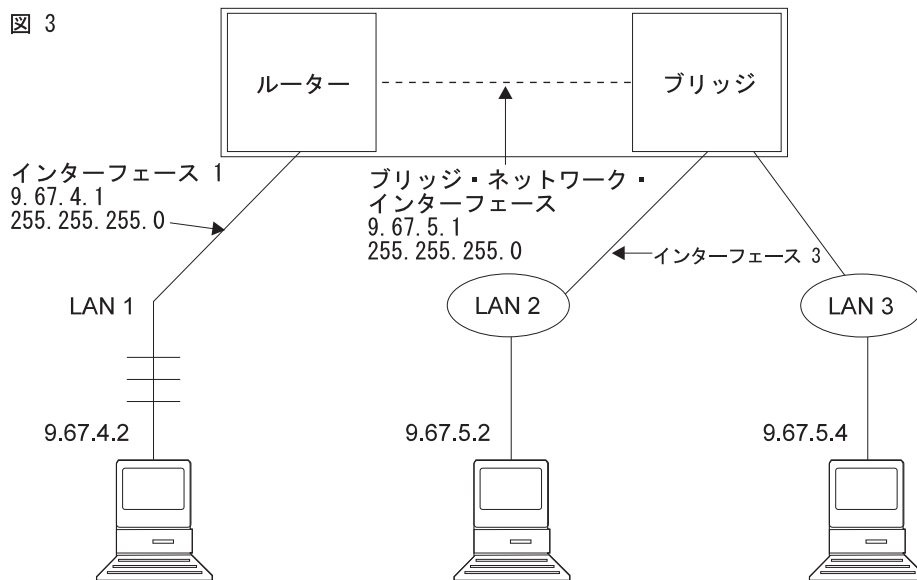 図 3
ルーター
ブリッジ
インターフェース 1
9.67.4.1
255.255.255.0
ブリッジ・ネットワーク・
インターフェース
9.67.5.1
255.255.255.0
インターフェース 3
LAN 1
LAN 2
LAN 3
9.67.4.2
9.67.5.2
9.67.5.4